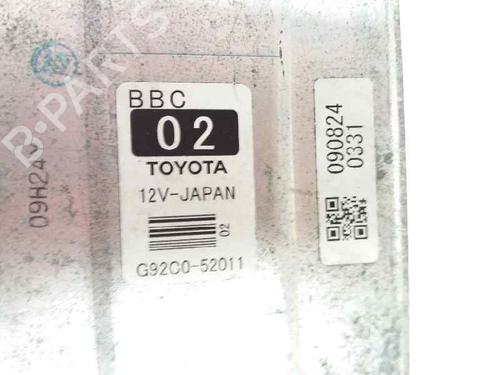 BBC
02
TOYOTA
12V-JAPAN
02
G92C0-52011
090824
0331
09H24
B-PARTS